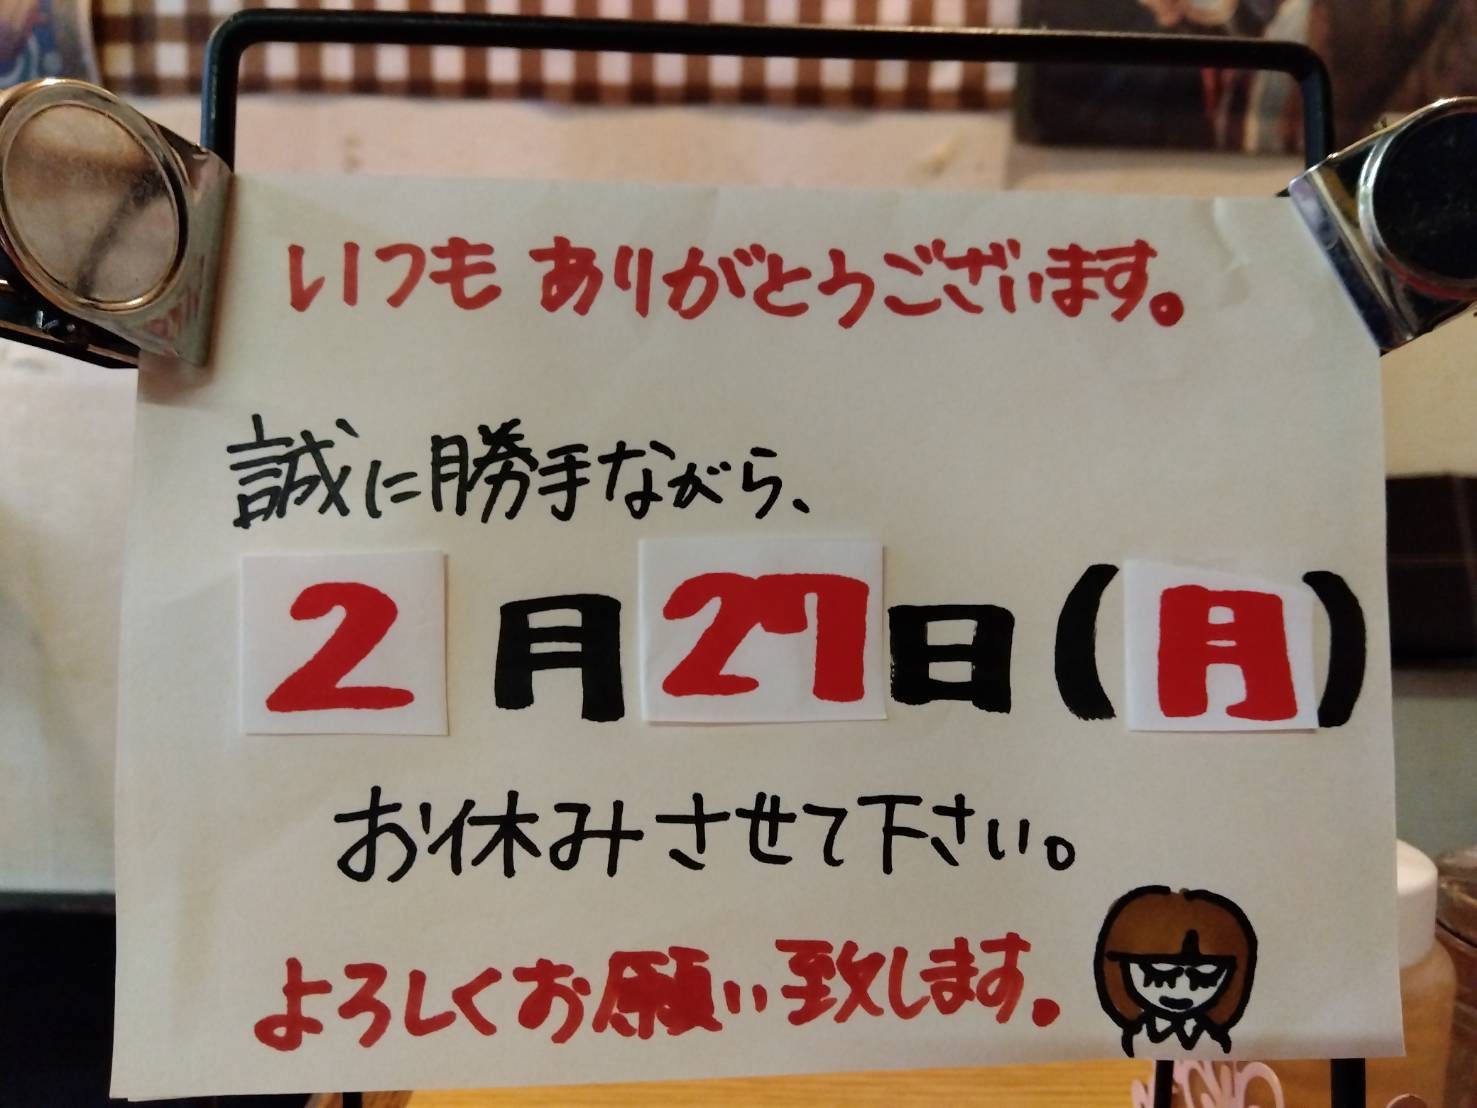 いつもありがとうございます。
誠に勝手ながら、
2月27日(月)
お休みさせて下さい。
よろしくお願い致します。